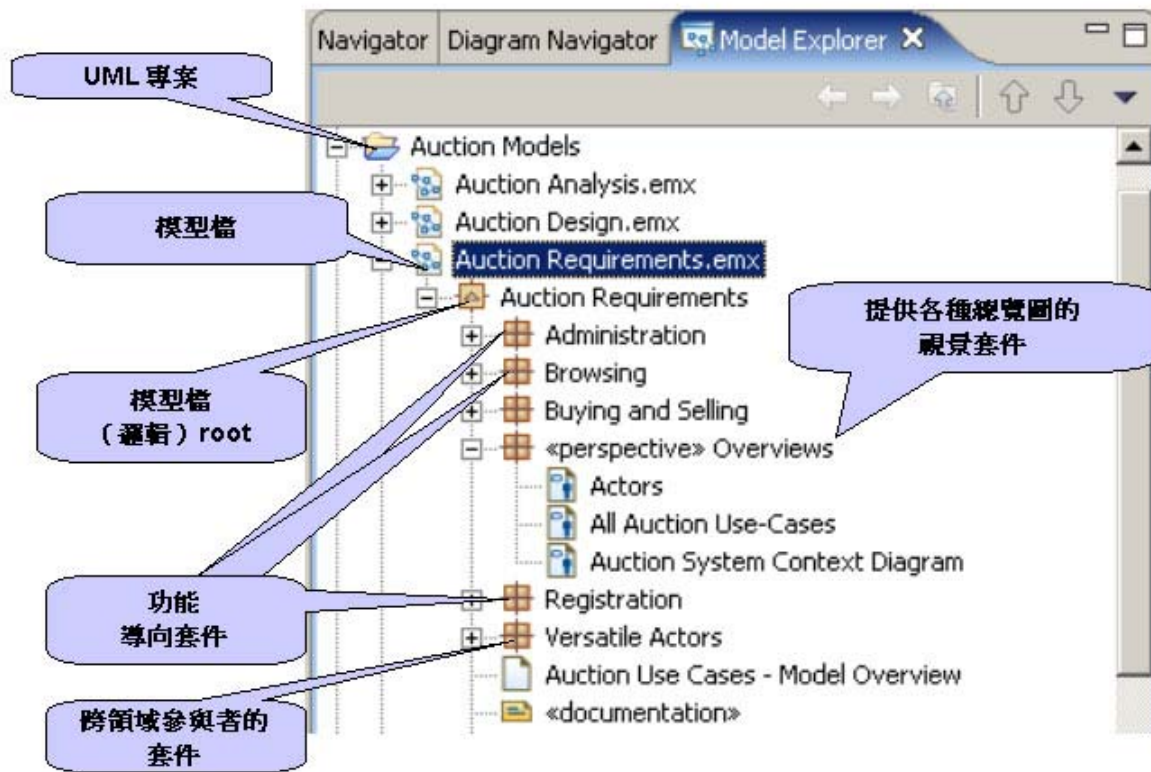 Navigator
Diagram Navigator
Model Explorer
UML 專案
Auction Models
Auction Analysis.emx
模型檔
Auction Design.emx
Auction Requirements.emx
Auction Requirements
提供各種總覽圖的
視景套件
Administration
Browsing
模型檔
（邏輯）root
Buying and Selling
«perspective» Overviews
Actors
All Auction Use-Cases
Auction System Context Diagram
功能
導向套件
Registration
Versatile Actors
Auction Use Cases - Model Overview
跨領域參與者的
套件
«documentation»